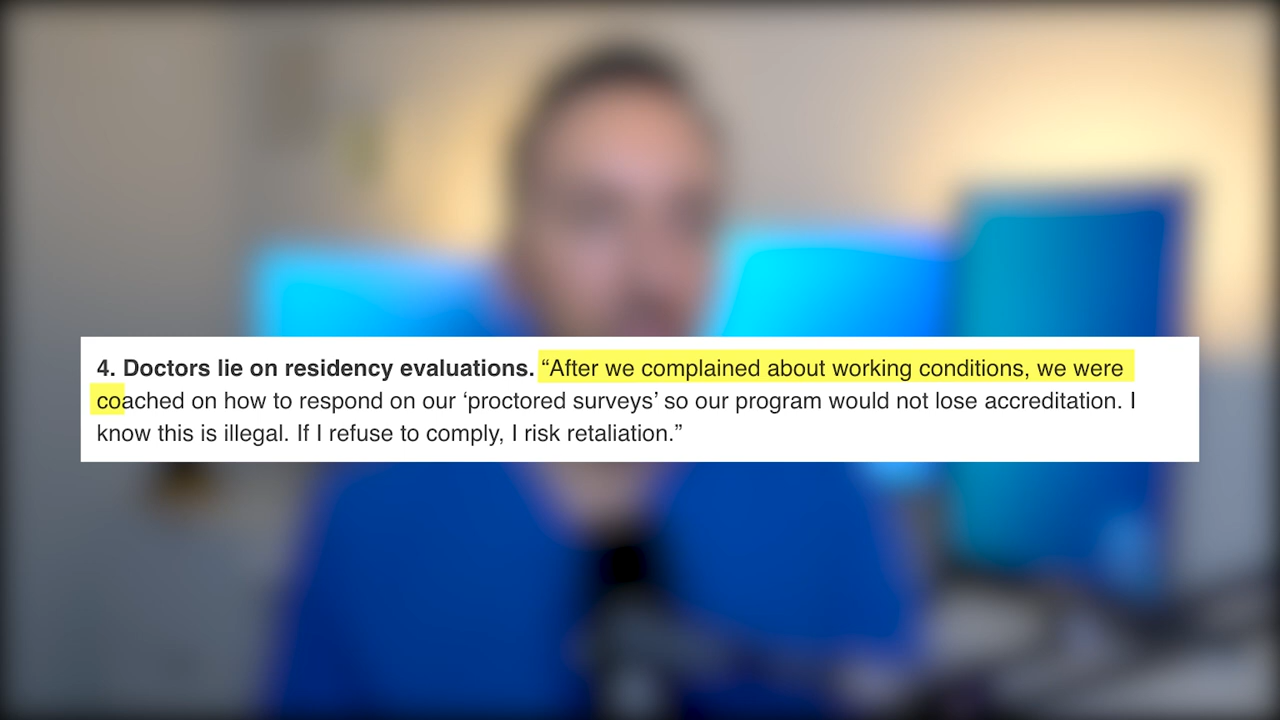 4. Doctors lie on residency evaluations. “After we complained about working conditions, we were
coached on how to respond on our ‘proctored surveys’ so our program would not lose accreditation. I
know this is illegal. If I refuse to comply, I risk retaliation.”